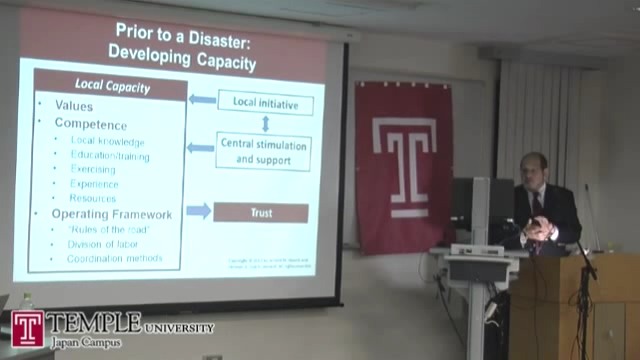 Prior to a Disaster:
Developing Capacity
Local Capacity
• Values
• Competence
• Local knowledge
• Education/training
• Exercising
• Experience
• Resources
• Operating Framework
• "Rules of the road"
• Division of labor
• Coordination methods
Local initiative
Central stimulation
and support
Trust
T
TEMPLE UNIVERSITY
Japan Campus